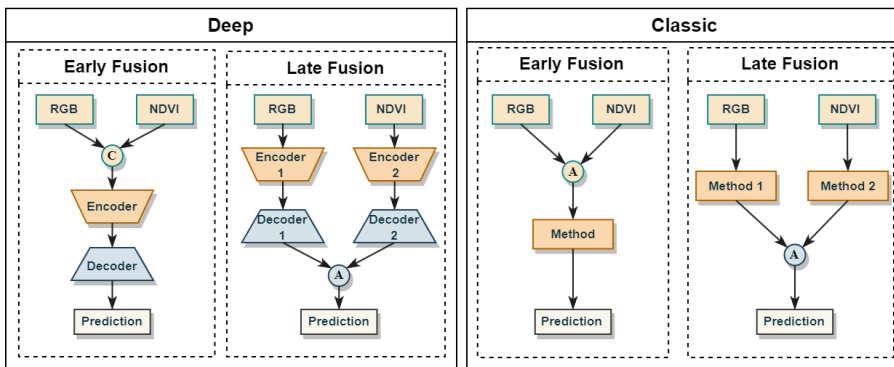 Deep
Classic
Early Fusion
RGB
NDVI
C
Encoder
Decoder
Prediction
Late Fusion
RGB
NDVI
Encoder
1
Encoder
2
Decoder
1
Decoder
2
A
Prediction
Early Fusion
RGB
NDVI
A
Method
Prediction
Late Fusion
RGB
NDVI
Method 1
Method 2
A
Prediction